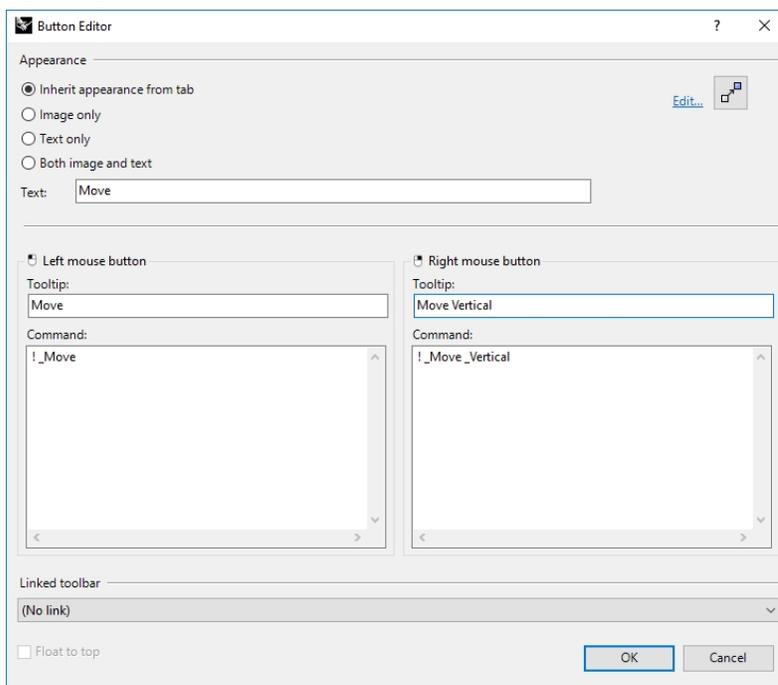 Button Editor
?
Appearance
Inherit appearance from tab
Edit...
Image only
Text only
Both image and text
Text:
Move
Left mouse button
Tooltip:
Move
Command:
! _Move
Right mouse button
Tooltip:
Move Vertical
Command:
! _Move _Vertical
Linked toolbar
(No link)
Float to top
OK
Cancel